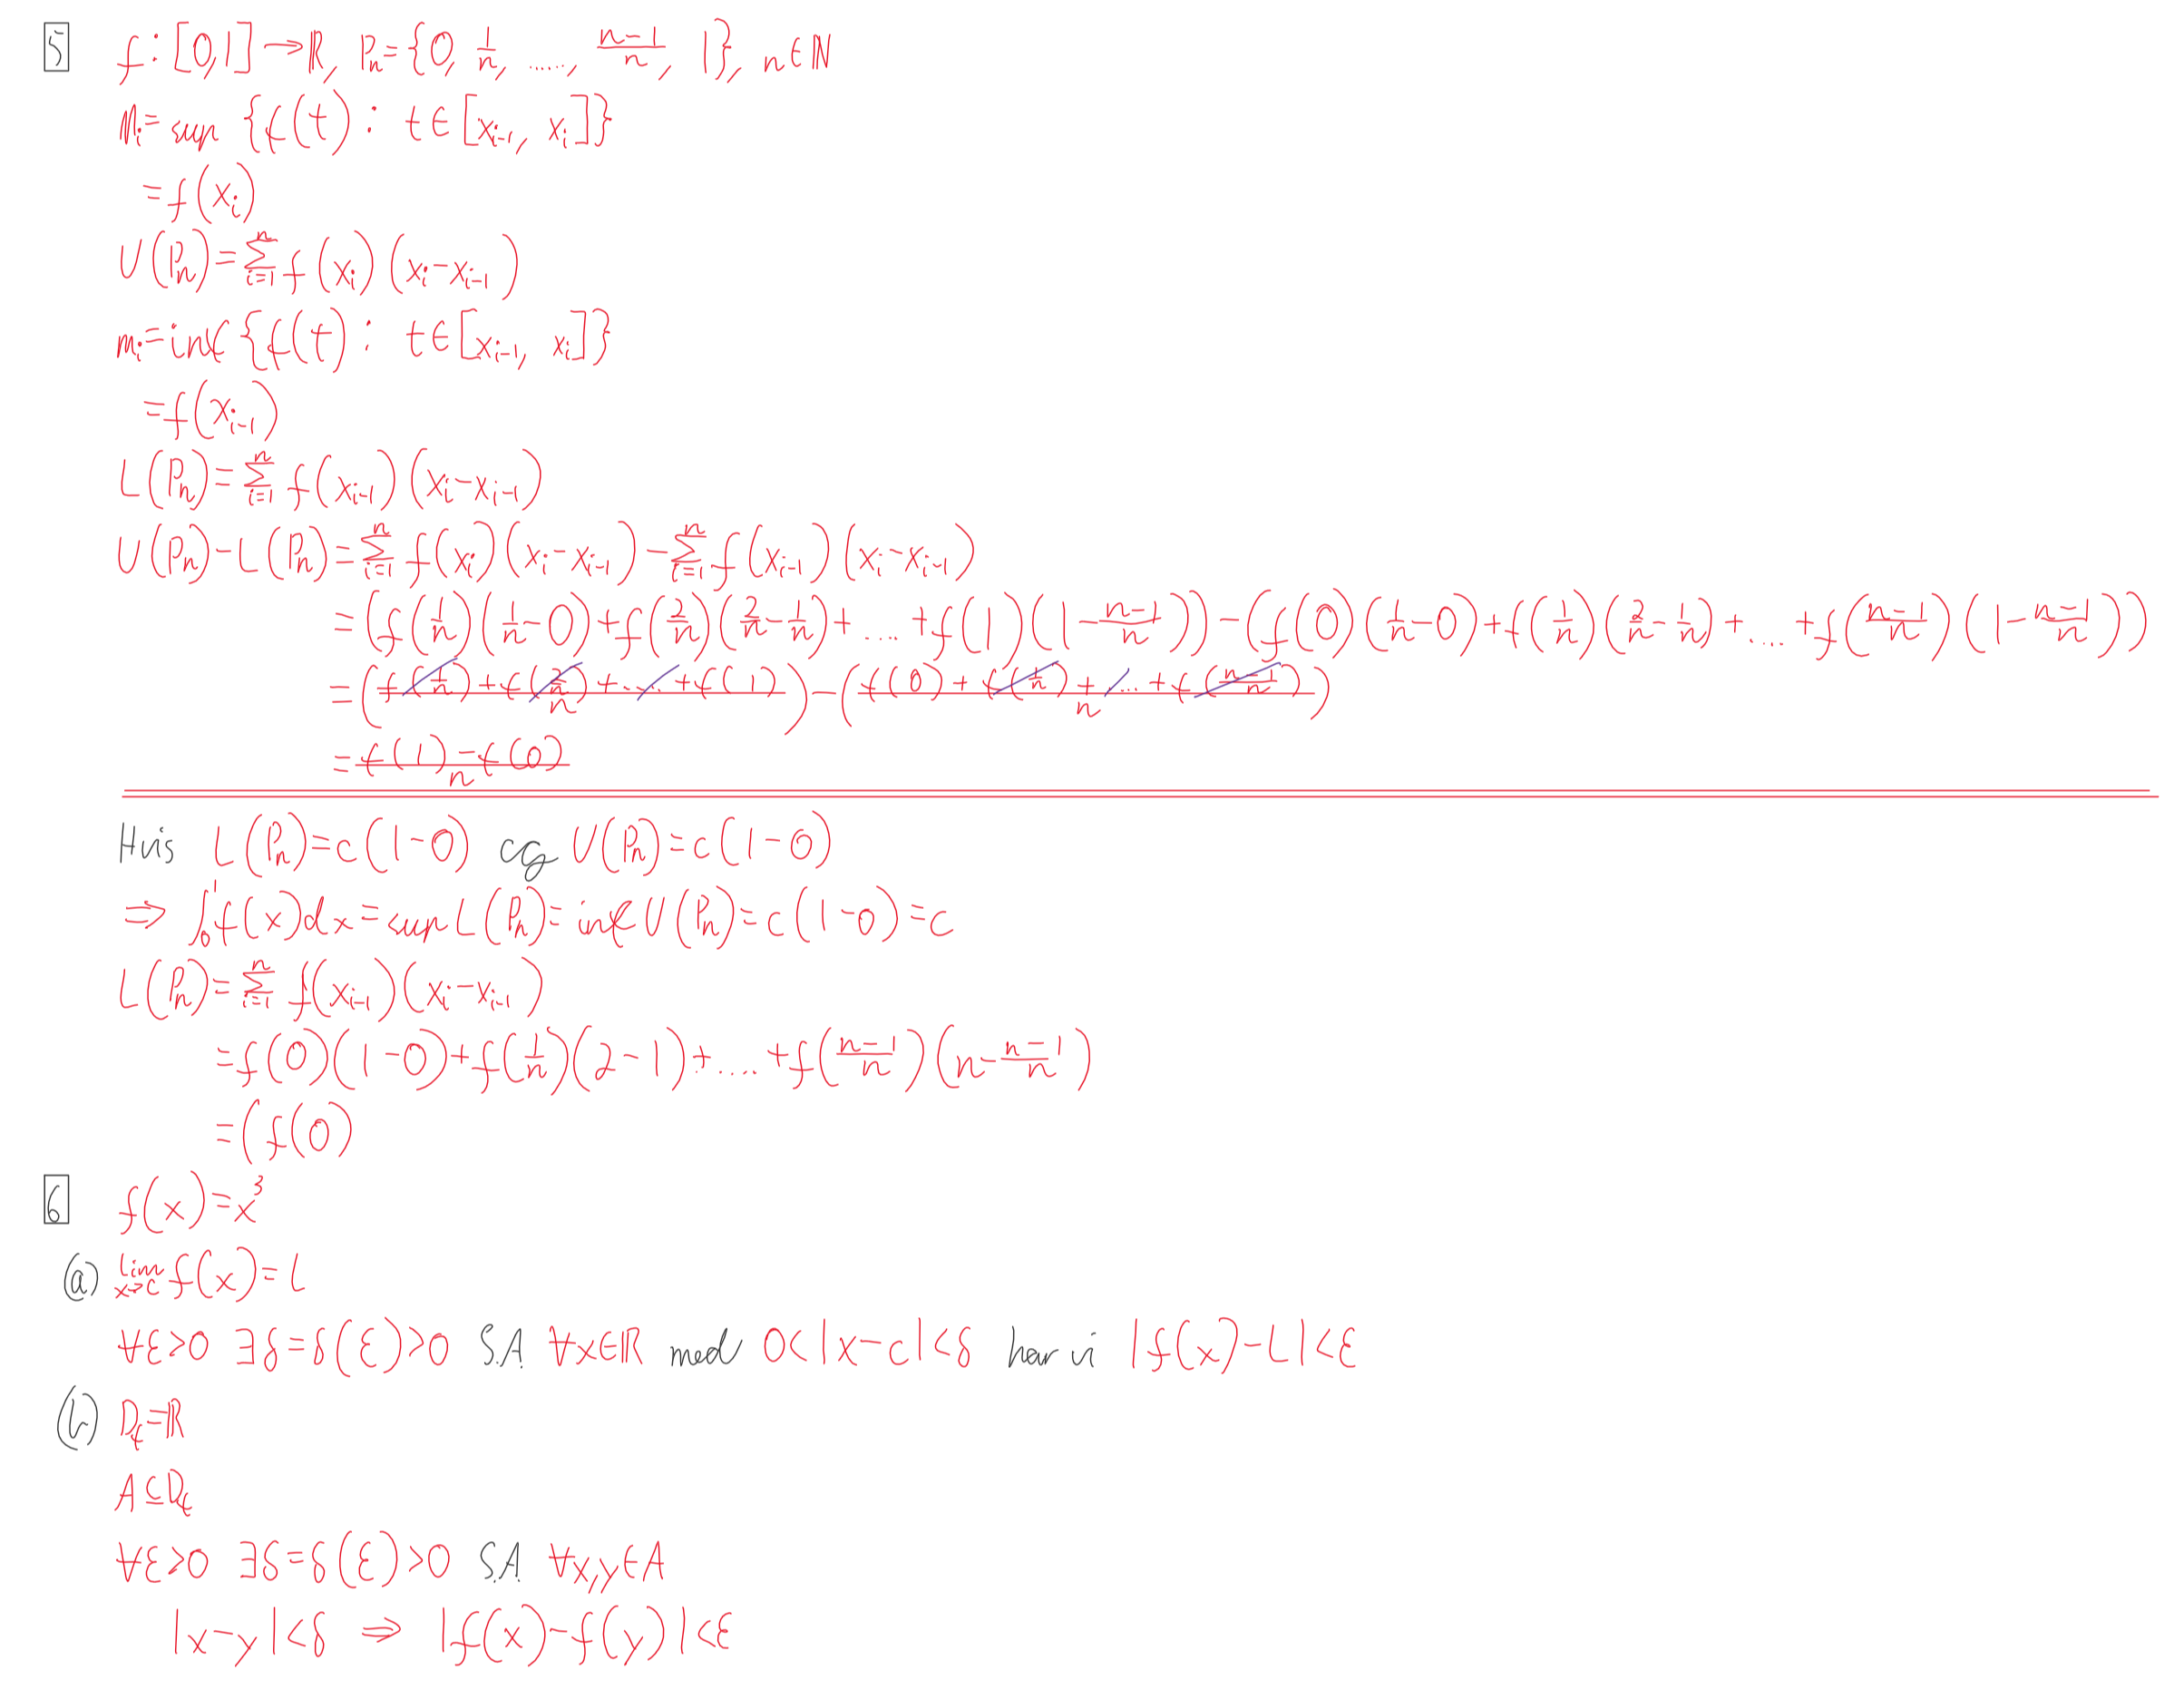 5 f: [0,1] → ℝ, Pₙ = {0, 1/n, ....., (n-1)/n, 1}, n ∈ ℕ
Mᵢ = sup {f(t) : t ∈ [xᵢ₋₁, xᵢ]}
= f(xᵢ)
U(Pₙ) = Σᵢ₌₁ⁿ f(xᵢ)(xᵢ - xᵢ₋₁)
mᵢ = inf {f(t) : t ∈ [xᵢ₋₁, xᵢ]}
= f(xᵢ₋₁)
L(Pₙ) = Σᵢ₌₁ⁿ f(xᵢ₋₁)(xᵢ - xᵢ₋₁)
U(Pₙ) - L(Pₙ) = Σᵢ₌₁ⁿ f(xᵢ)(xᵢ - xᵢ₋₁) - Σᵢ₌₁ⁿ f(xᵢ₋₁)(xᵢ - xᵢ₋₁)
= (f(1/n)(1/n - 0) + f(2/n)(2/n - 1/n) + .... + f(1)(1 - (n-1)/n)) - (f(0)(1/n - 0) + f(1/n)(2/n - 1/n) + .... + f((n-1)/n)(1 - (n-1)/n))
= ((f(1/n) + f(2/n) + ... + f(1))/n) - ((f(0) + f(1/n) + ... + f((n-1)/n))/n)
= (f(1) - f(0))/n
Hvis L(Pₙ) = c(1-0) og U(Pₙ) = c(1-0)
⇒ ∫₀¹ f(x)dx = sup L(Pₙ) = inf U(Pₙ) = c(1-0) = c
L(Pₙ) = Σᵢ₌₁ⁿ f(xᵢ₋₁)(xᵢ - xᵢ₋₁)
= f(0)(1-0) + f(1/n)(2-1) + ..... + f((n-1)/n)(n - (n-1)/n)
= (f(0)
6 f(x) = x³
(a) lim x→c f(x) = L
∀ε>0 ∃δ=δ(ε)>0 S.A. ∀x∈ℝ med 0<|x-c|<δ har vi |f(x)-L|<ε
(b) D_f = ℝ
A ⊆ D_f
∀ε>0 ∃δ=δ(ε)>0 S.A. ∀x,y∈A
|x-y|<δ ⇒ |f(x)-f(y)|<ε